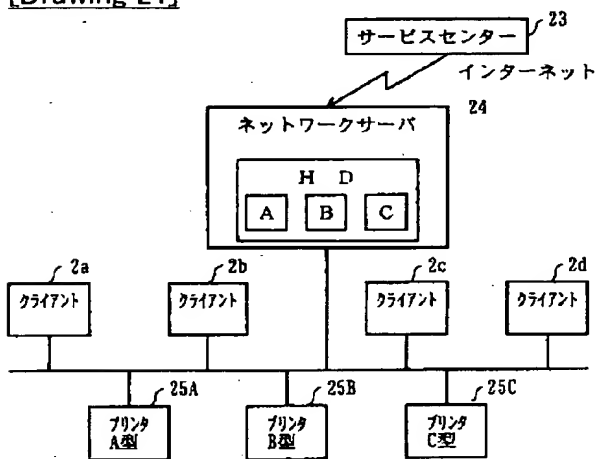 [Drawing 21]
サービスセンター
23
インターネット
24
ネットワークサーバ
H D
A B C
2a 2b 2c 2d
クライアント クライアント クライアント クライアント
25A 25B 25C
プリンタ プリンタ プリンタ
A型 B型 C型